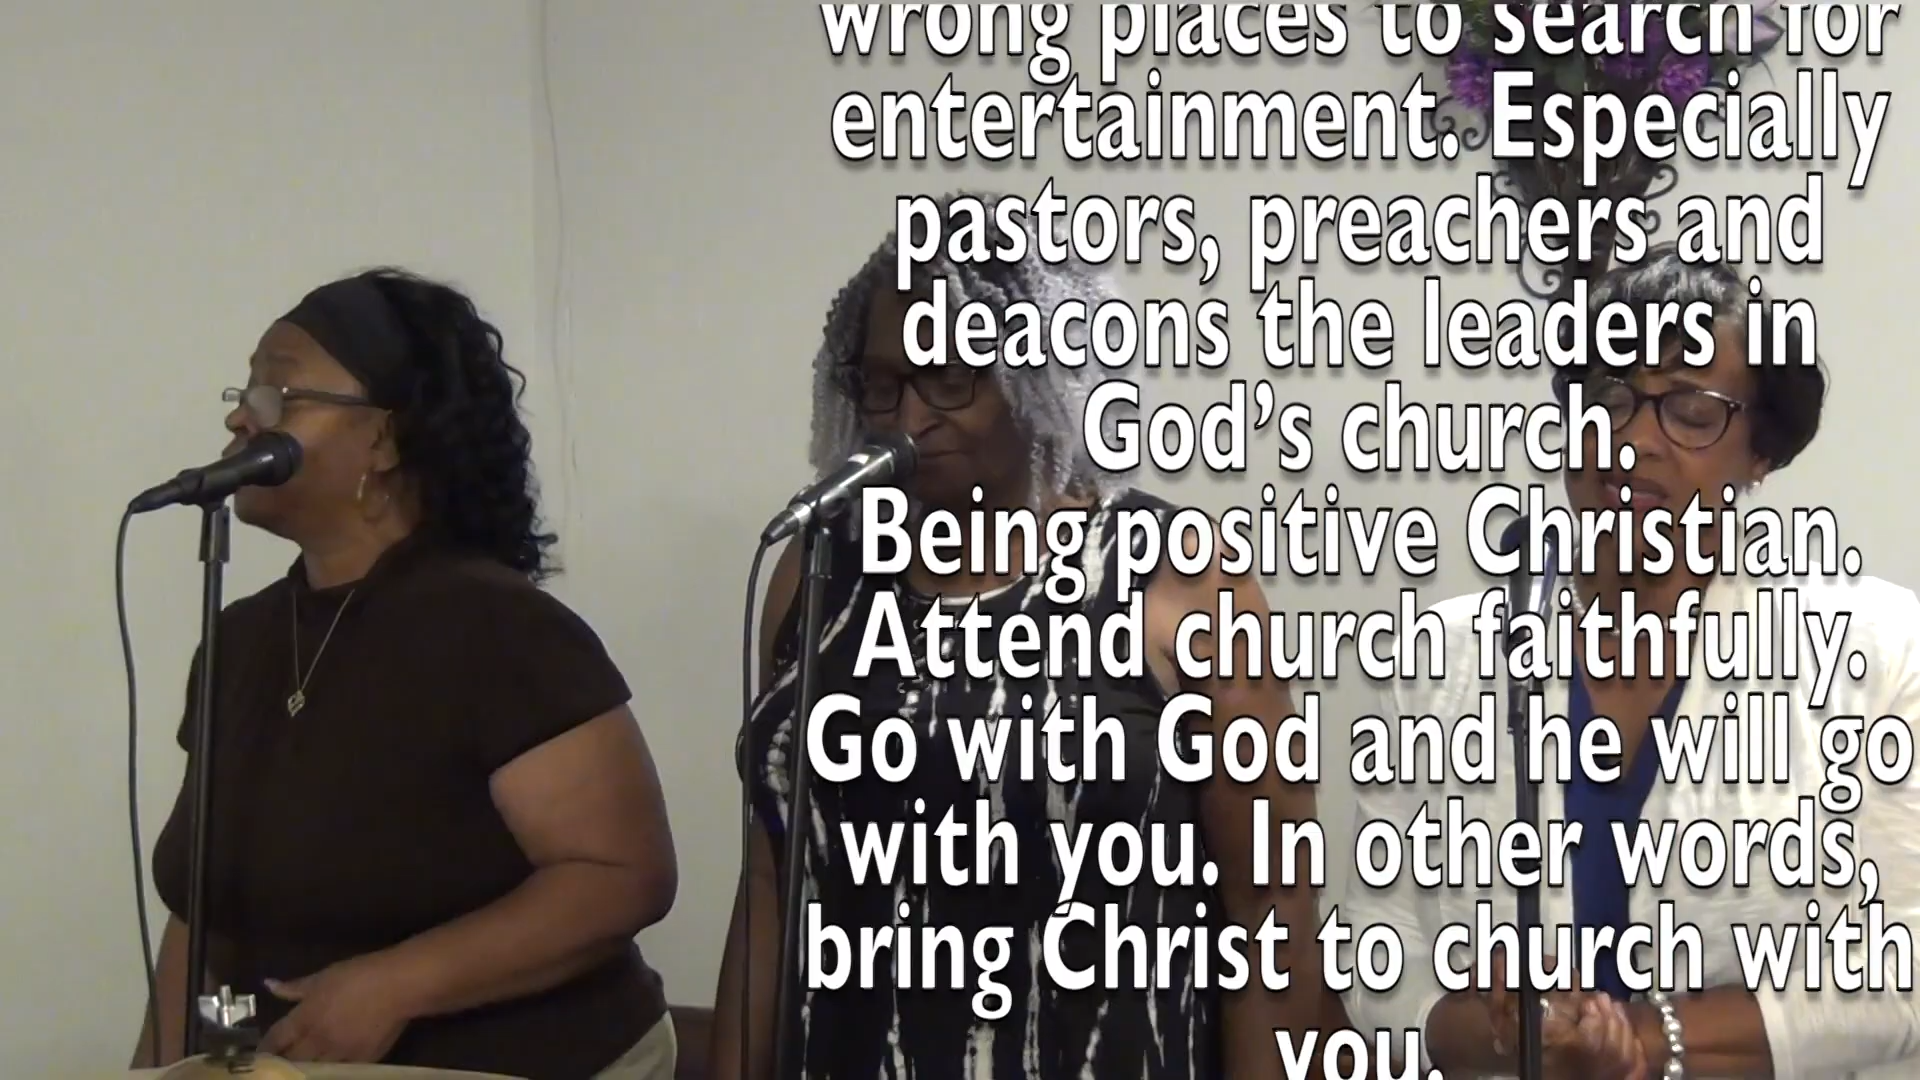 wrong places to search for
entertainment. Especially
pastors, preachers and
deacons the leaders in
God's church.
Being positive Christian.
Attend church faithfully.
Go with God and he will go
with you. In other words,
bring Christ to church with
you.